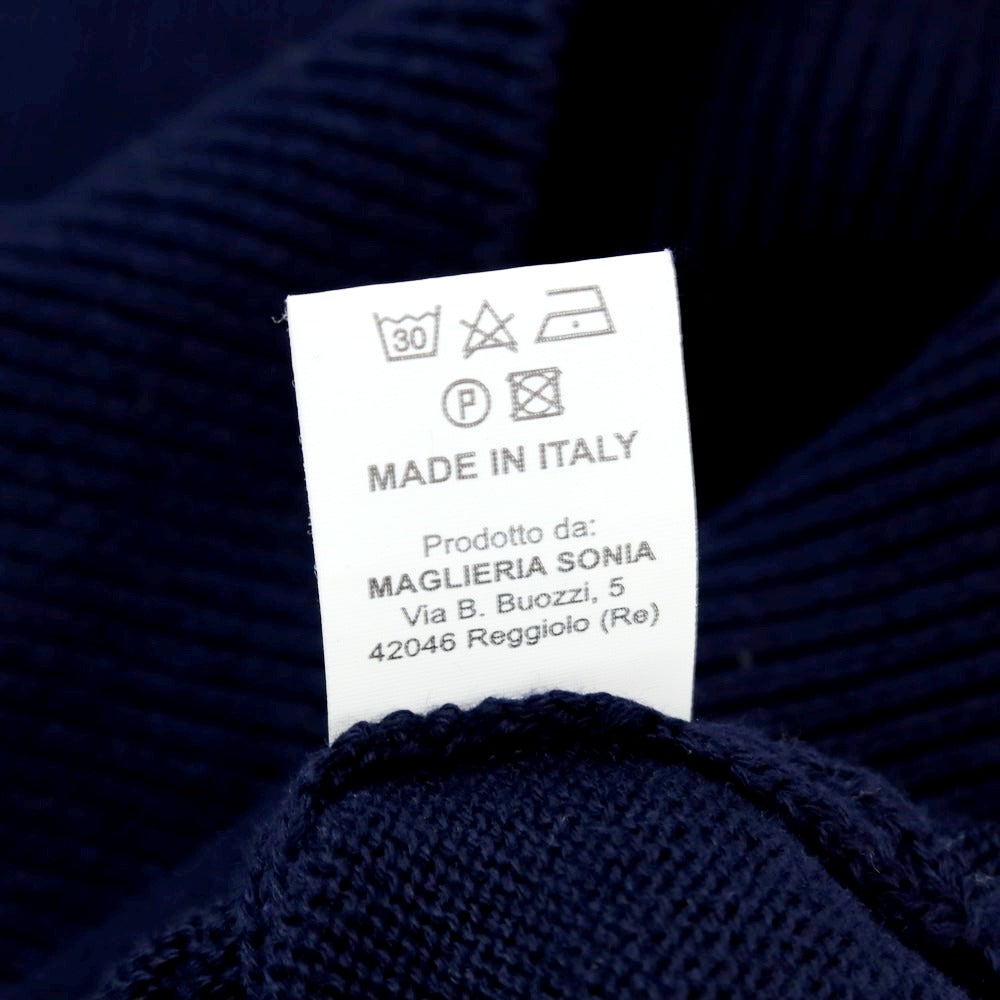 30
P
MADE IN ITALY
Prodotto da:
MAGLIERIA SONIA
Via B. Buozzi, 5
42046 Reggiolo (Re)